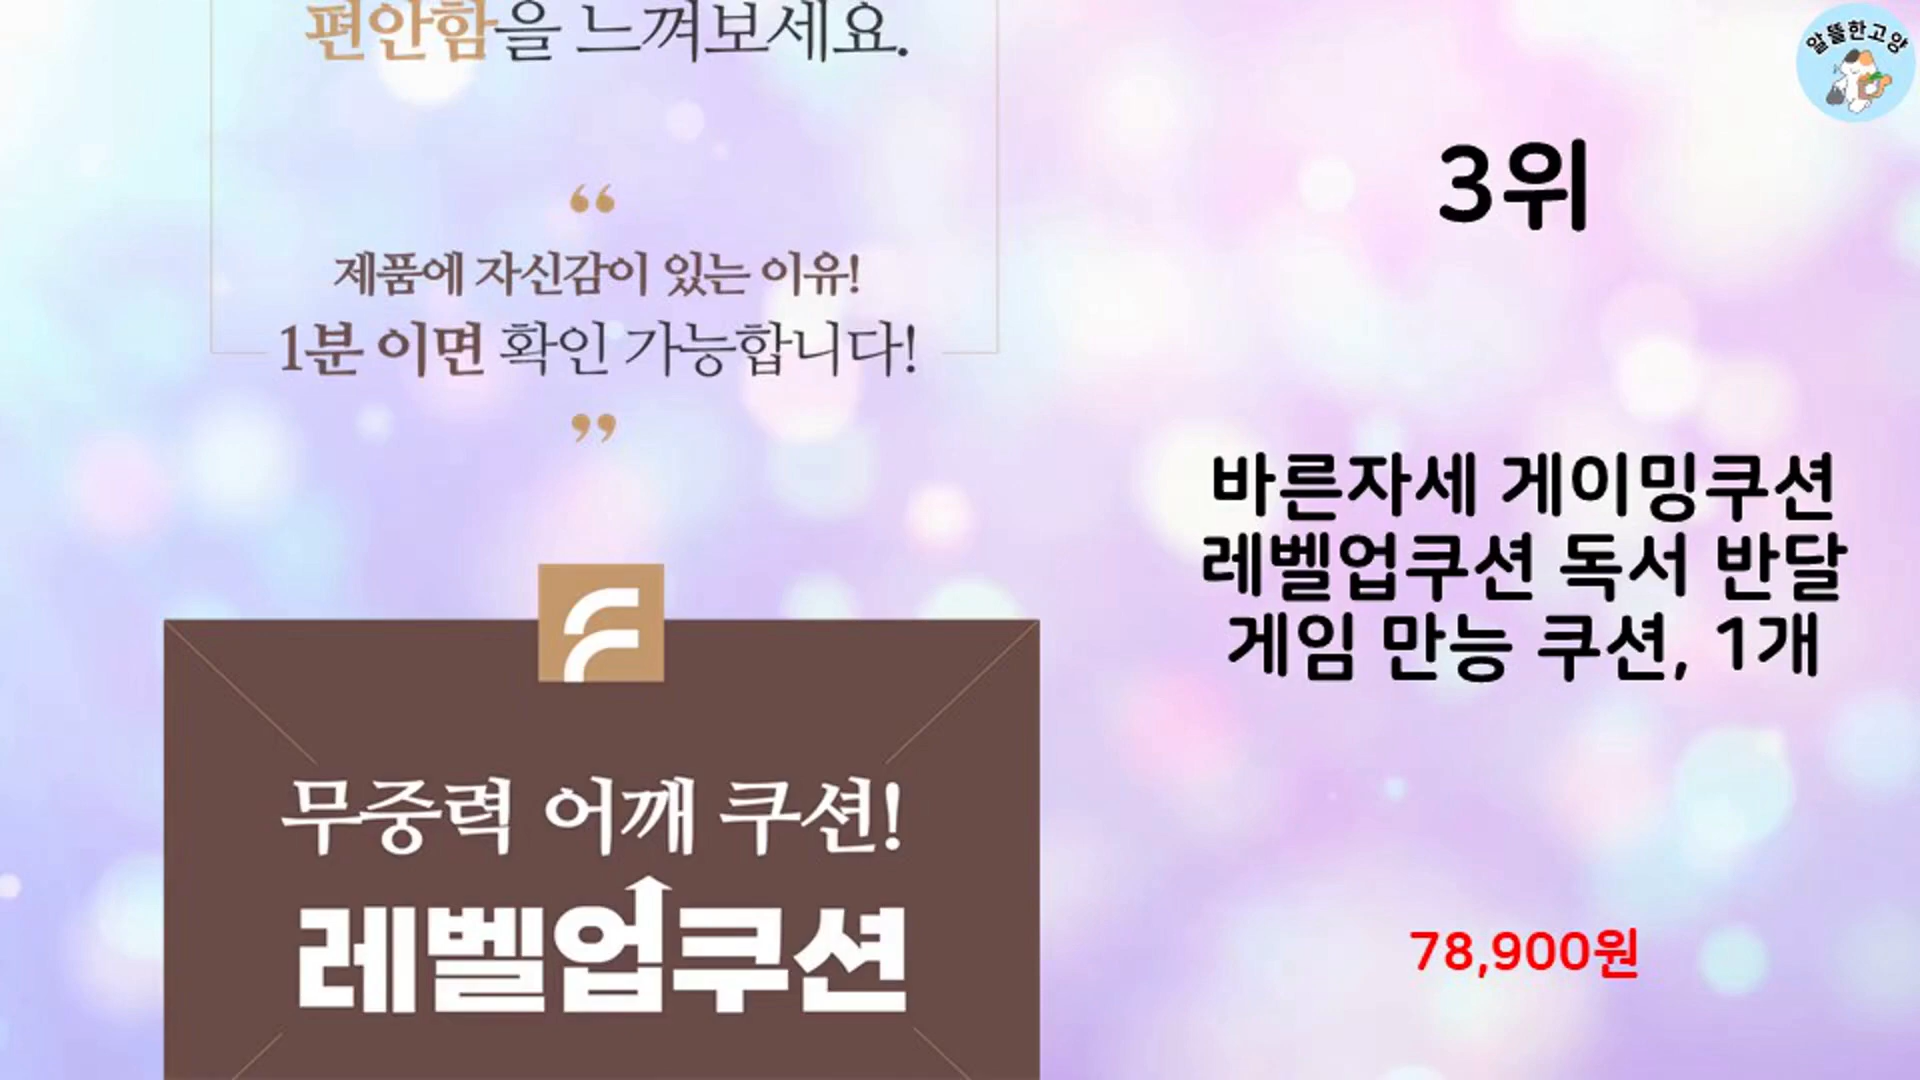 편안함을 느껴보세요.
“
제품에 자신감이 있는 이유!
1분 이면 확인 가능합니다!
”
무중력 어깨 쿠션!
레벨업쿠션
알뜰한고양
3위
바른자세 게이밍쿠션
레벨업쿠션 독서 반달
게임 만능 쿠션, 1개
78,900원